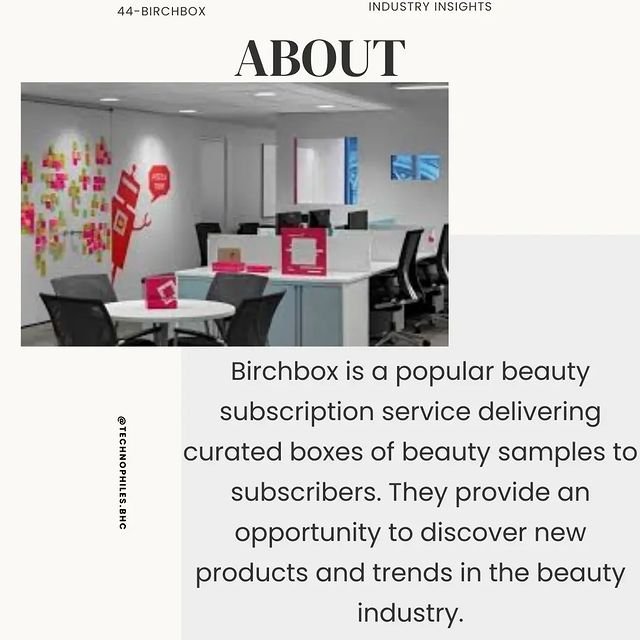 44-BIRCHBOX
INDUSTRY INSIGHTS
ABOUT
Birchbox is a popular beauty
subscription service delivering
curated boxes of beauty samples to
subscribers. They provide an
opportunity to discover new
products and trends in the beauty
industry.
@TECHNOPHILES.BHC